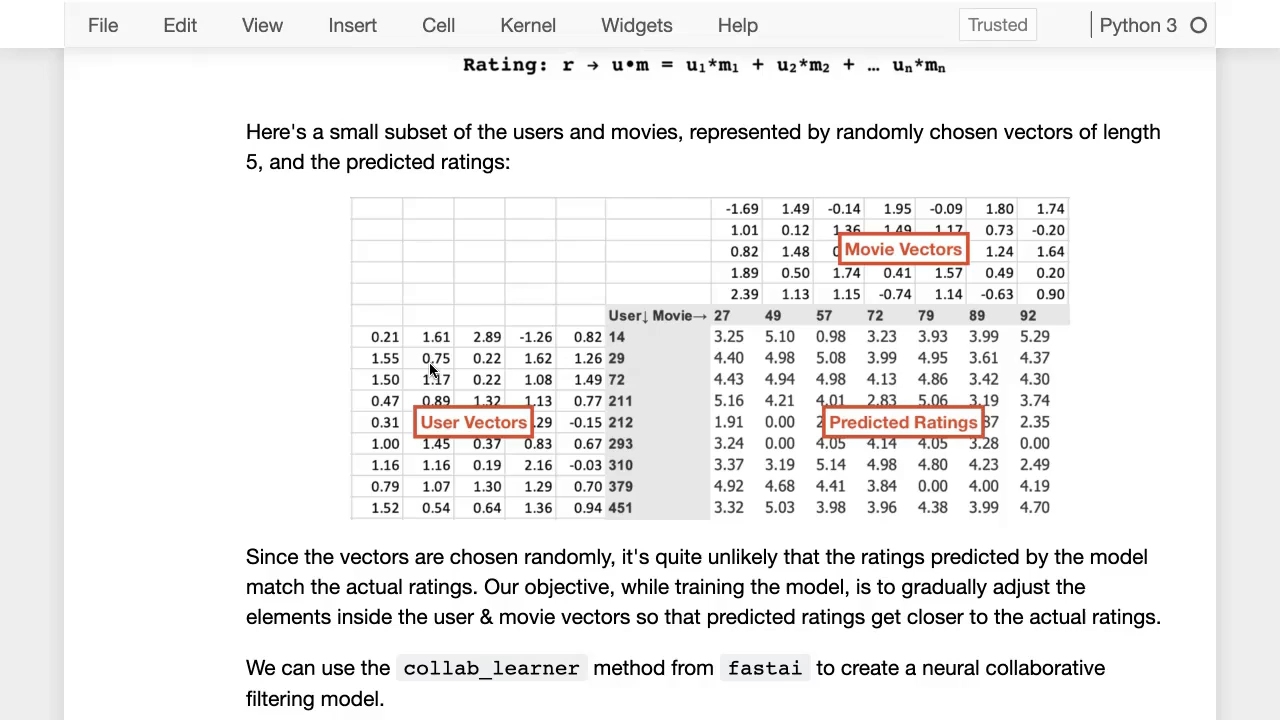 File Edit View Insert Cell Kernel Widgets Help Trusted Python 3
Rating: r → u•m = u₁*m₁ + u₂*m₂ + … uₙ*mₙ
Here's a small subset of the users and movies, represented by randomly chosen vectors of length
5, and the predicted ratings:
-1.69 1.49 -0.14 1.95 -0.09 1.80 1.74
1.01 0.12 1.36 1.49 1.17 0.73 -0.20
0.82 1.48 Movie Vectors 1.24 1.64
1.89 0.50 1.74 0.41 1.57 0.49 0.20
2.39 1.13 1.15 -0.74 1.14 -0.63 0.90
User↓ Movie→ 27 49 57 72 79 89 92
0.21 1.61 2.89 -1.26 0.82 14 3.25 5.10 0.98 3.23 3.93 3.99 5.29
1.55 0.75 0.22 1.62 1.26 29 4.40 4.98 5.08 3.99 4.95 3.61 4.37
1.50 1.17 0.22 1.08 1.49 72 4.43 4.94 4.98 4.13 4.86 3.42 4.30
0.47 0.89 1.32 1.13 0.77 211 5.16 4.21 4.01 2.83 5.06 3.19 3.74
0.31 User Vectors -0.15 212 1.91 0.00 Predicted Ratings 2.35
1.00 1.45 0.37 0.83 0.67 293 3.24 0.00 4.05 4.14 4.05 3.28 0.00
1.16 1.16 0.19 2.16 -0.03 310 3.37 3.19 5.14 4.98 4.80 4.23 2.49
0.79 1.07 1.30 1.29 0.70 379 4.92 4.68 4.41 3.84 0.00 4.00 4.19
1.52 0.54 0.64 1.36 0.94 451 3.32 5.03 3.98 3.96 4.38 3.99 4.70
Since the vectors are chosen randomly, it's quite unlikely that the ratings predicted by the model
match the actual ratings. Our objective, while training the model, is to gradually adjust the
elements inside the user & movie vectors so that predicted ratings get closer to the actual ratings.
We can use the collab_learner method from fastai to create a neural collaborative
filtering model.